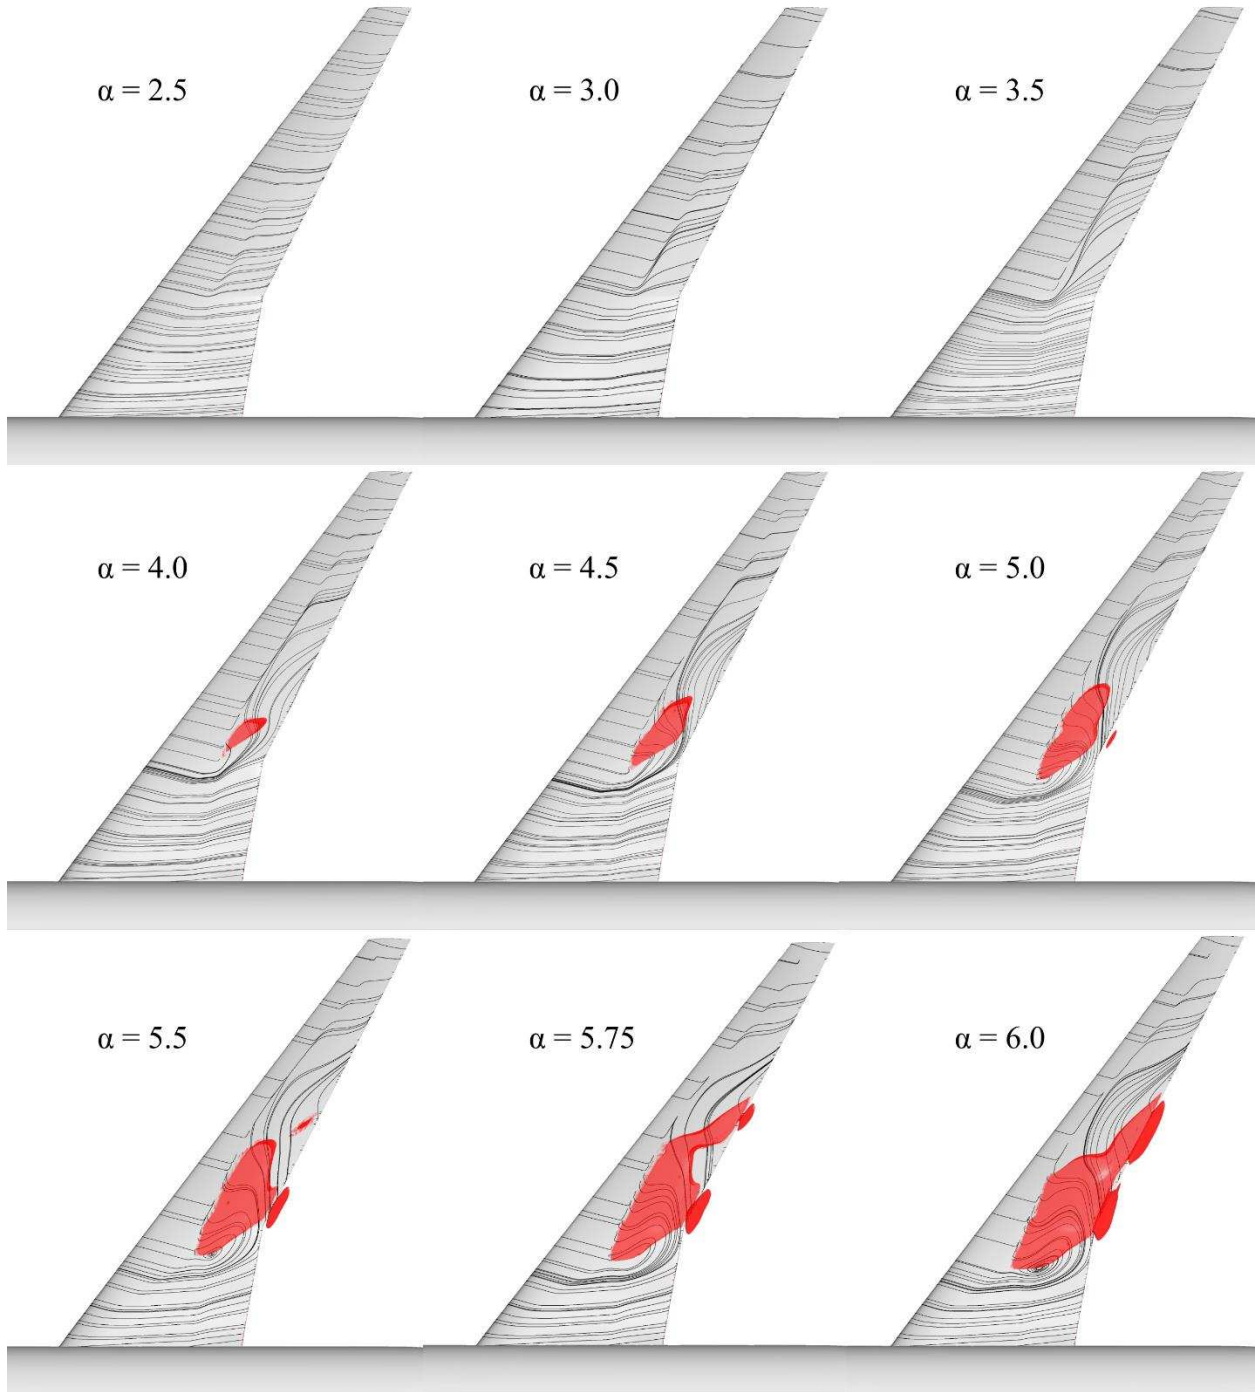 α = 2.5
α = 3.0
α = 3.5
α = 4.0
α = 4.5
α = 5.0
α = 5.5
α = 5.75
α = 6.0